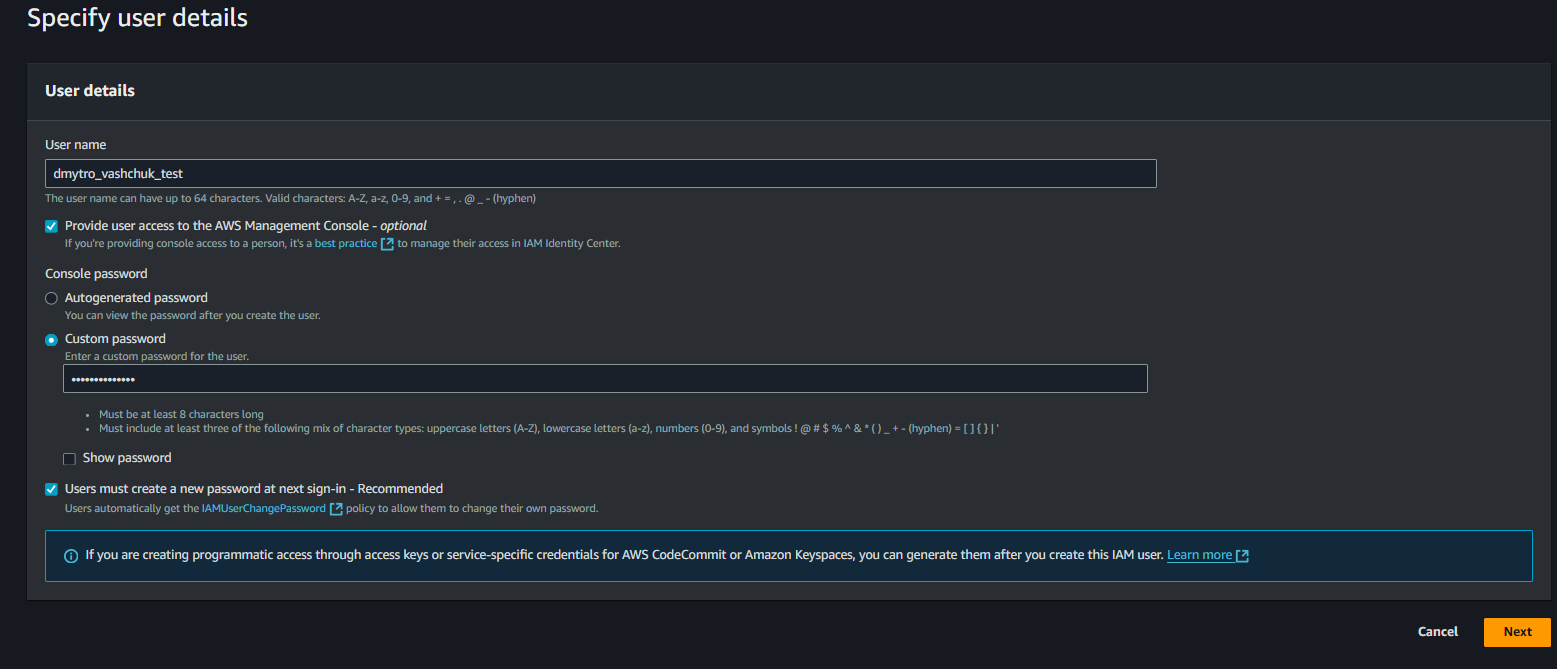 Specify user details
User details
User name
dmytro_vashchuk_test
The user name can have up to 64 characters. Valid characters: A-Z, a-z, 0-9, and + = , . @ _ - (hyphen)
Provide user access to the AWS Management Console - optional
If you're providing console access to a person, it's a best practice to manage their access in IAM Identity Center.
Console password
Autogenerated password
You can view the password after you create the user.
Custom password
Enter a custom password for the user.
••••••••••••••
• Must be at least 8 characters long
• Must include at least three of the following mix of character types: uppercase letters (A-Z), lowercase letters (a-z), numbers (0-9), and symbols ! @ # $ % ^ & * ( ) _ + - (hyphen) = [ ] { } | '
Show password
Users must create a new password at next sign-in - Recommended
Users automatically get the IAMUserChangePassword policy to allow them to change their own password.
If you are creating programmatic access through access keys or service-specific credentials for AWS CodeCommit or Amazon Keyspaces, you can generate them after you create this IAM user. Learn more
Cancel
Next